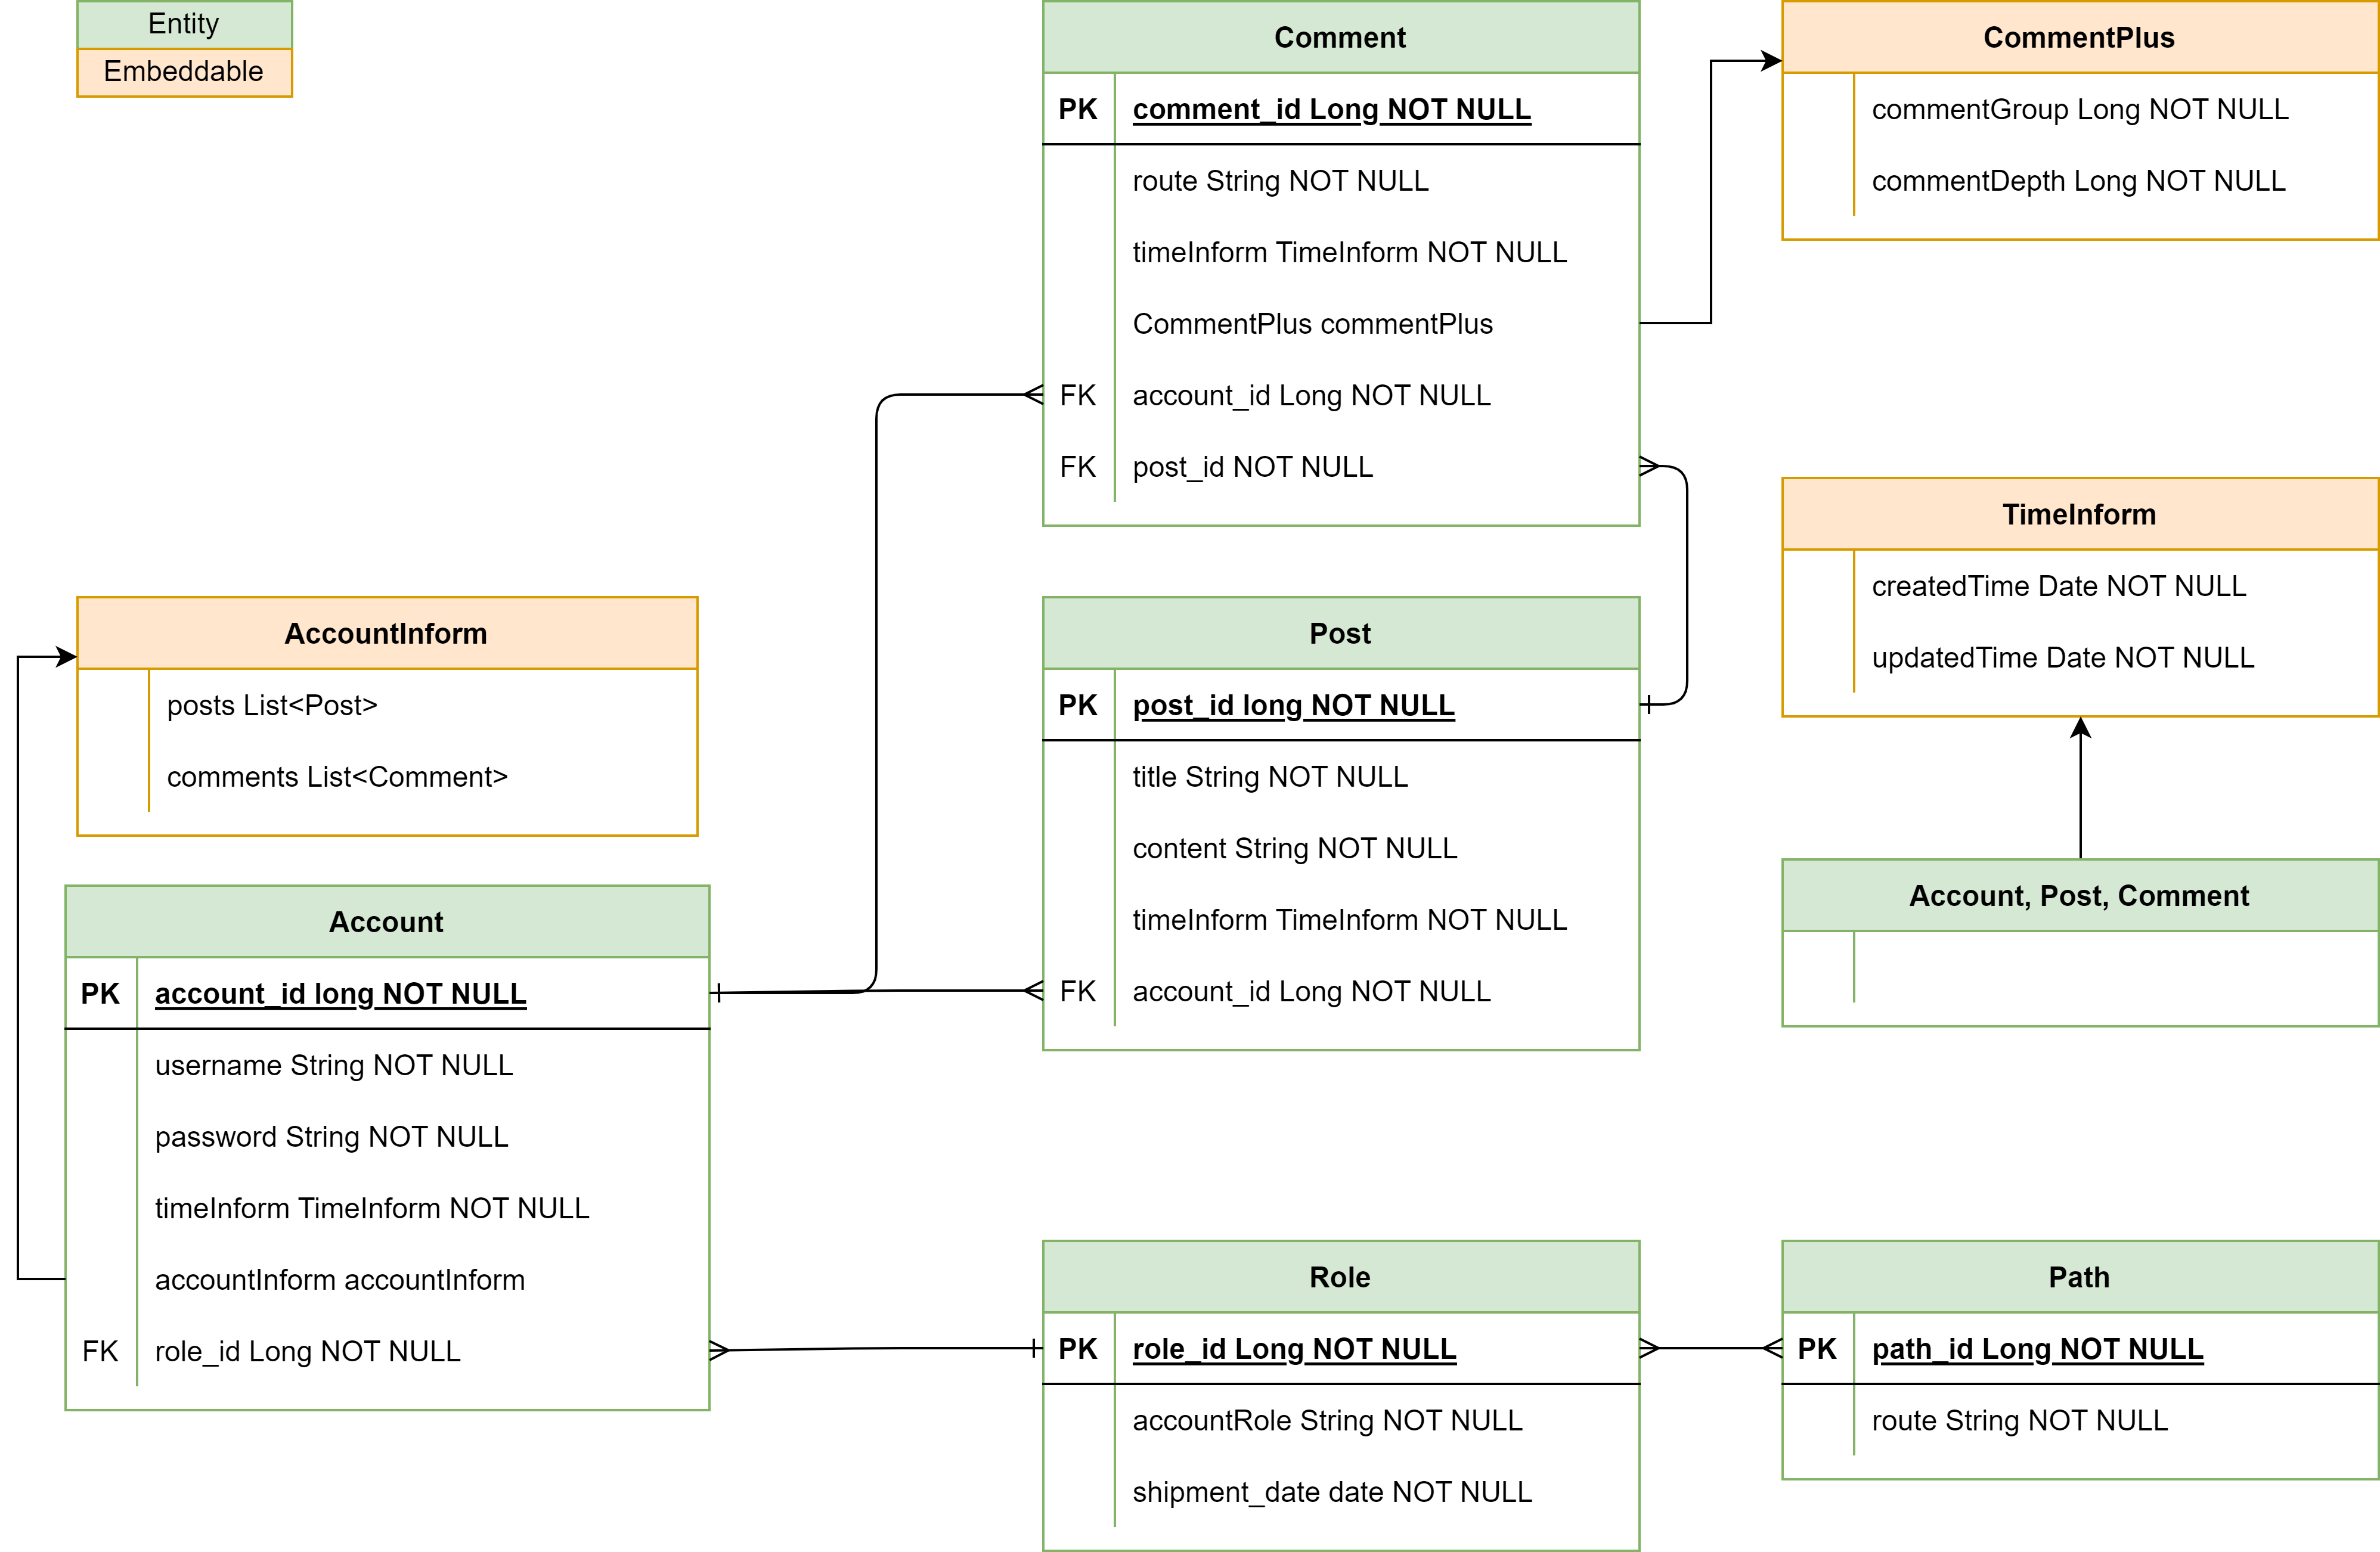 Entity
Embeddable
Comment
PK comment_id Long NOT NULL
route String NOT NULL
timeInform TimeInform NOT NULL
CommentPlus commentPlus
FK account_id Long NOT NULL
FK post_id NOT NULL
CommentPlus
commentGroup Long NOT NULL
commentDepth Long NOT NULL
TimeInform
createdTime Date NOT NULL
updatedTime Date NOT NULL
AccountInform
posts List<Post>
comments List<Comment>
Post
PK post_id long NOT NULL
title String NOT NULL
content String NOT NULL
timeInform TimeInform NOT NULL
FK account_id Long NOT NULL
Account, Post, Comment
Account
PK account_id long NOT NULL
username String NOT NULL
password String NOT NULL
timeInform TimeInform NOT NULL
accountInform accountInform
FK role_id Long NOT NULL
Role
PK role_id Long NOT NULL
accountRole String NOT NULL
shipment_date date NOT NULL
Path
PK path_id Long NOT NULL
route String NOT NULL